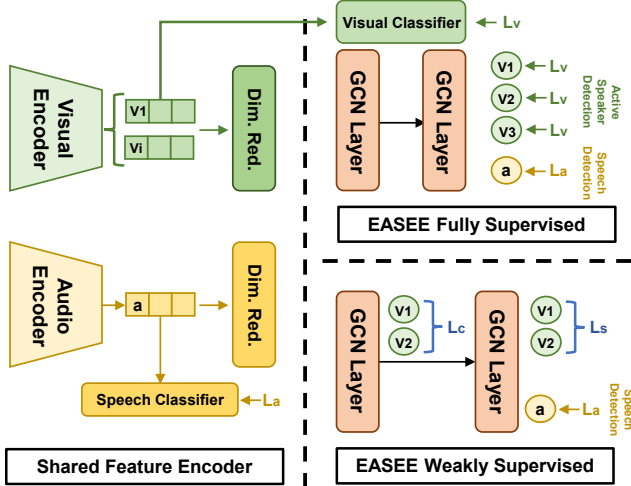 Visual Encoder
V1
Vi
Dim. Red.
Audio Encoder
a
Dim. Red.
Speech Classifier
La
Shared Feature Encoder
Visual Classifier
Lv
GCN Layer
GCN Layer
V1
Lv
V2
Lv
V3
Lv
a
La
Active Speaker Detection
Speech Detection
EASEE Fully Supervised
GCN Layer
V1
V2
Lc
GCN Layer
V1
V2
Ls
a
La
Speech Detection
EASEE Weakly Supervised